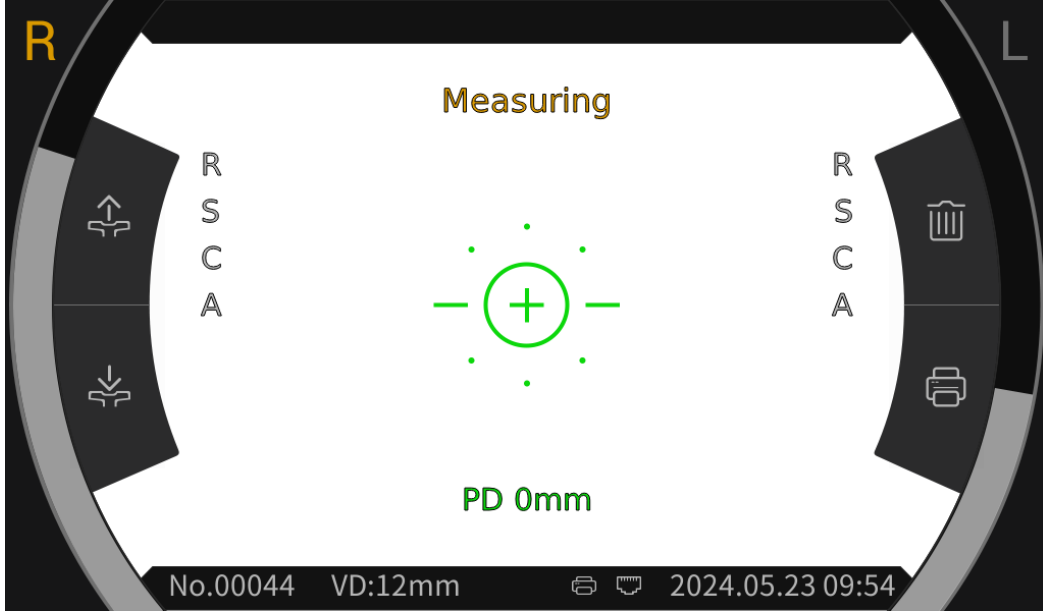 R L
Measuring
R R
S S
C C
A A
PD 0mm
No.00044 VD:12mm 2024.05.23 09:54